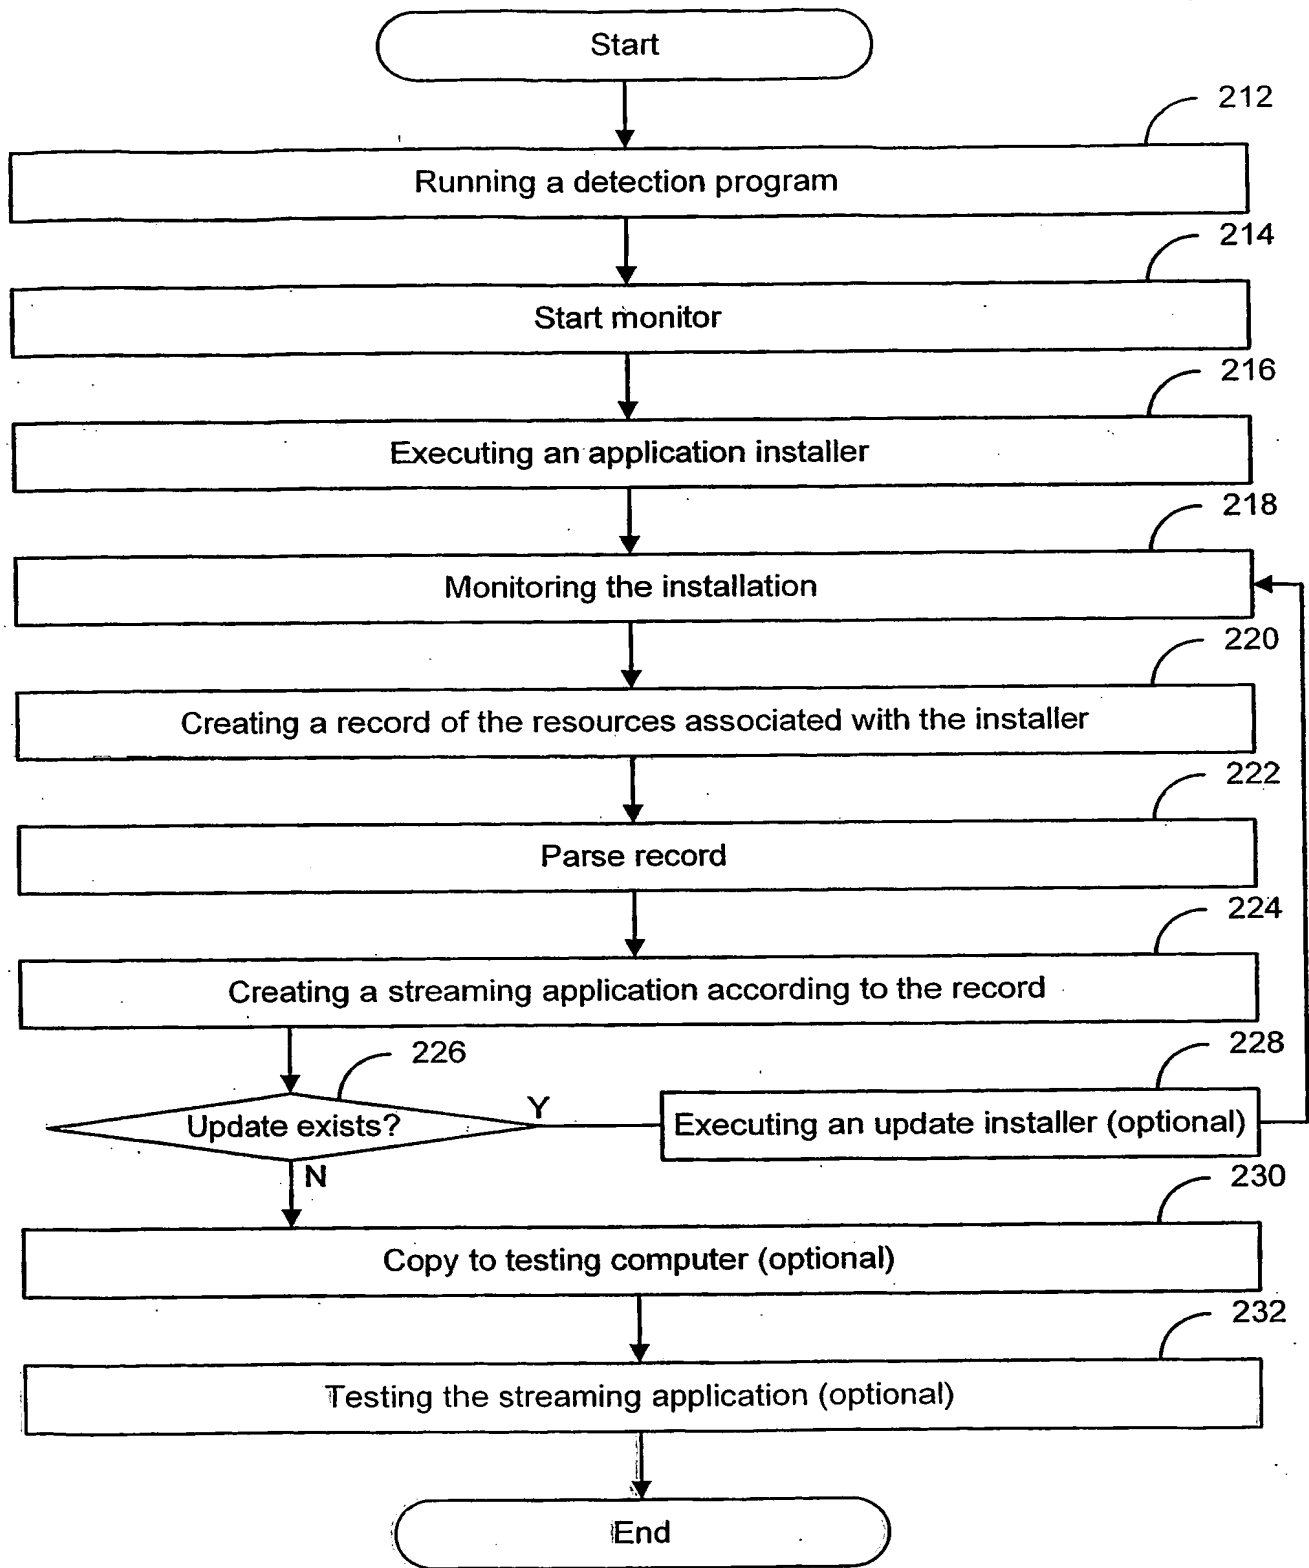 Start
212
Running a detection program
214
Start monitor
216
Executing an application installer
218
Monitoring the installation
220
Creating a record of the resources associated with the installer
222
Parse record
224
Creating a streaming application according to the record
226
228
Update exists?
Y
Executing an update installer (optional)
N
230
Copy to testing computer (optional)
232
Testing the streaming application (optional)
End